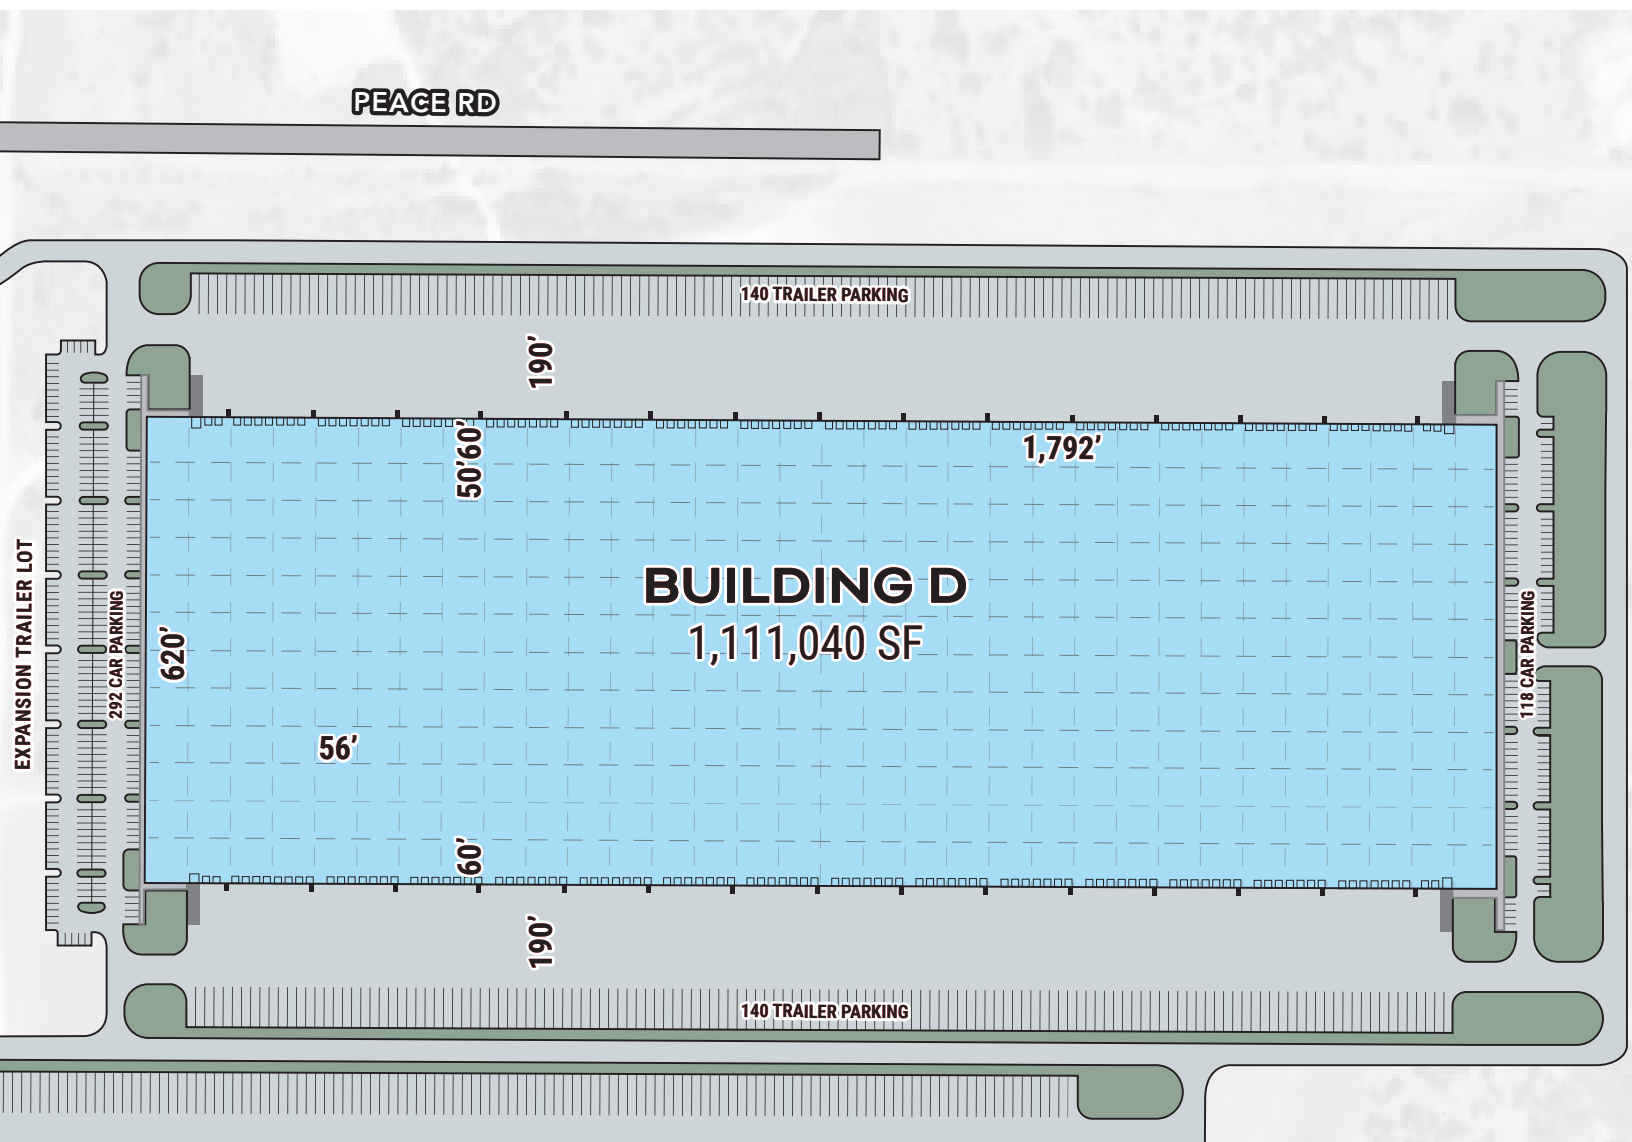 PEACE RD
140 TRAILER PARKING
190’
50’60’
1,792’
BUILDING D
1,111,040 SF
EXPANSION TRAILER LOT
292 CAR PARKING
620’
118 CAR PARKING
56’
60’
190’
140 TRAILER PARKING